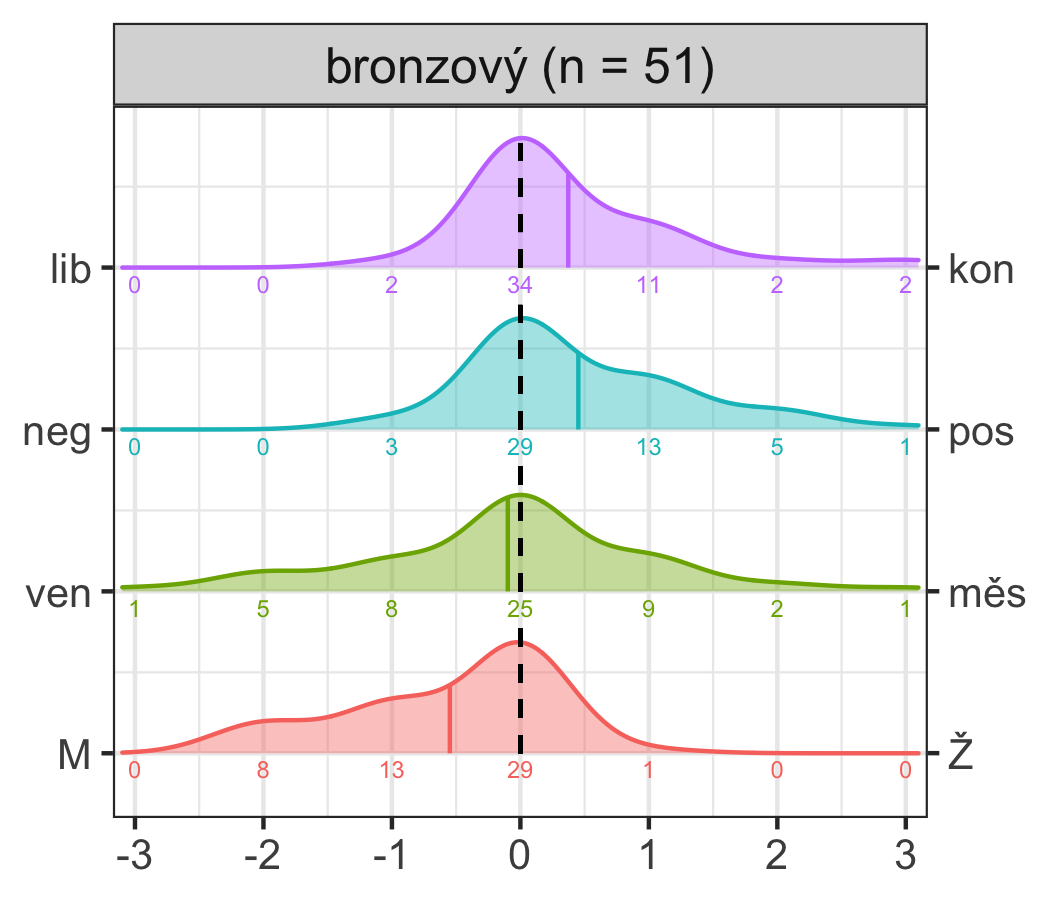 bronzový (n = 51)
lib kon
0 0 2 34 11 2 2
neg pos
0 0 3 29 13 5 1
ven měs
1 5 8 25 9 2 1
M Ž
0 8 13 29 1 0 0
-3 -2 -1 0 1 2 3